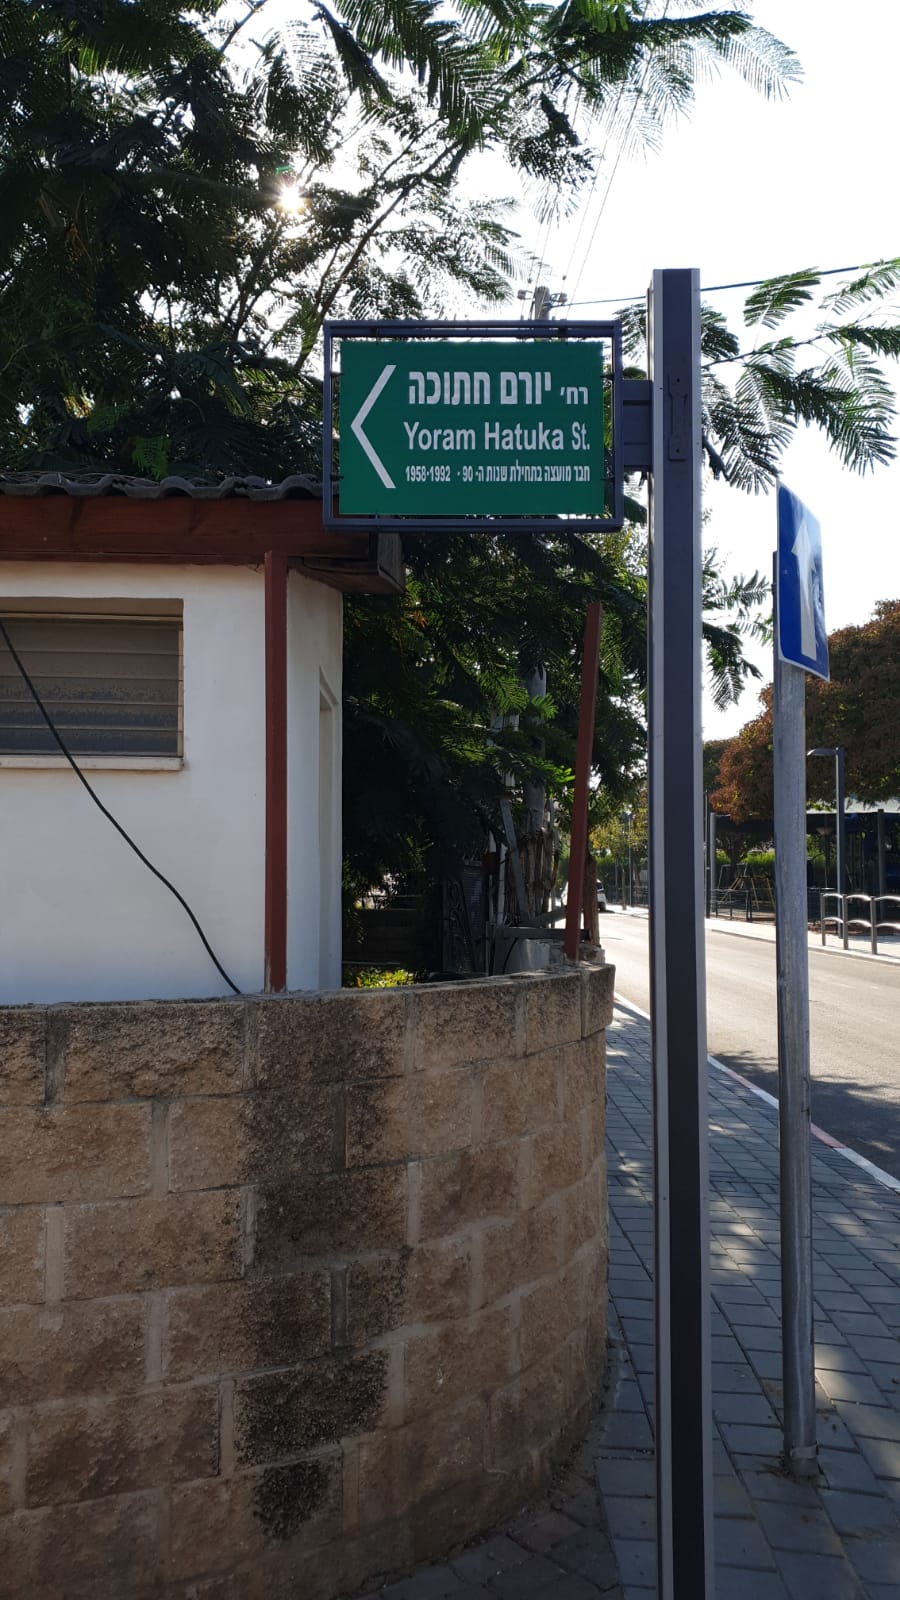 רח׳ יורם חתוכה
Yoram Hatuka St.
חבר מועצה בתחילת שנות ה- 90 · 1958-1992